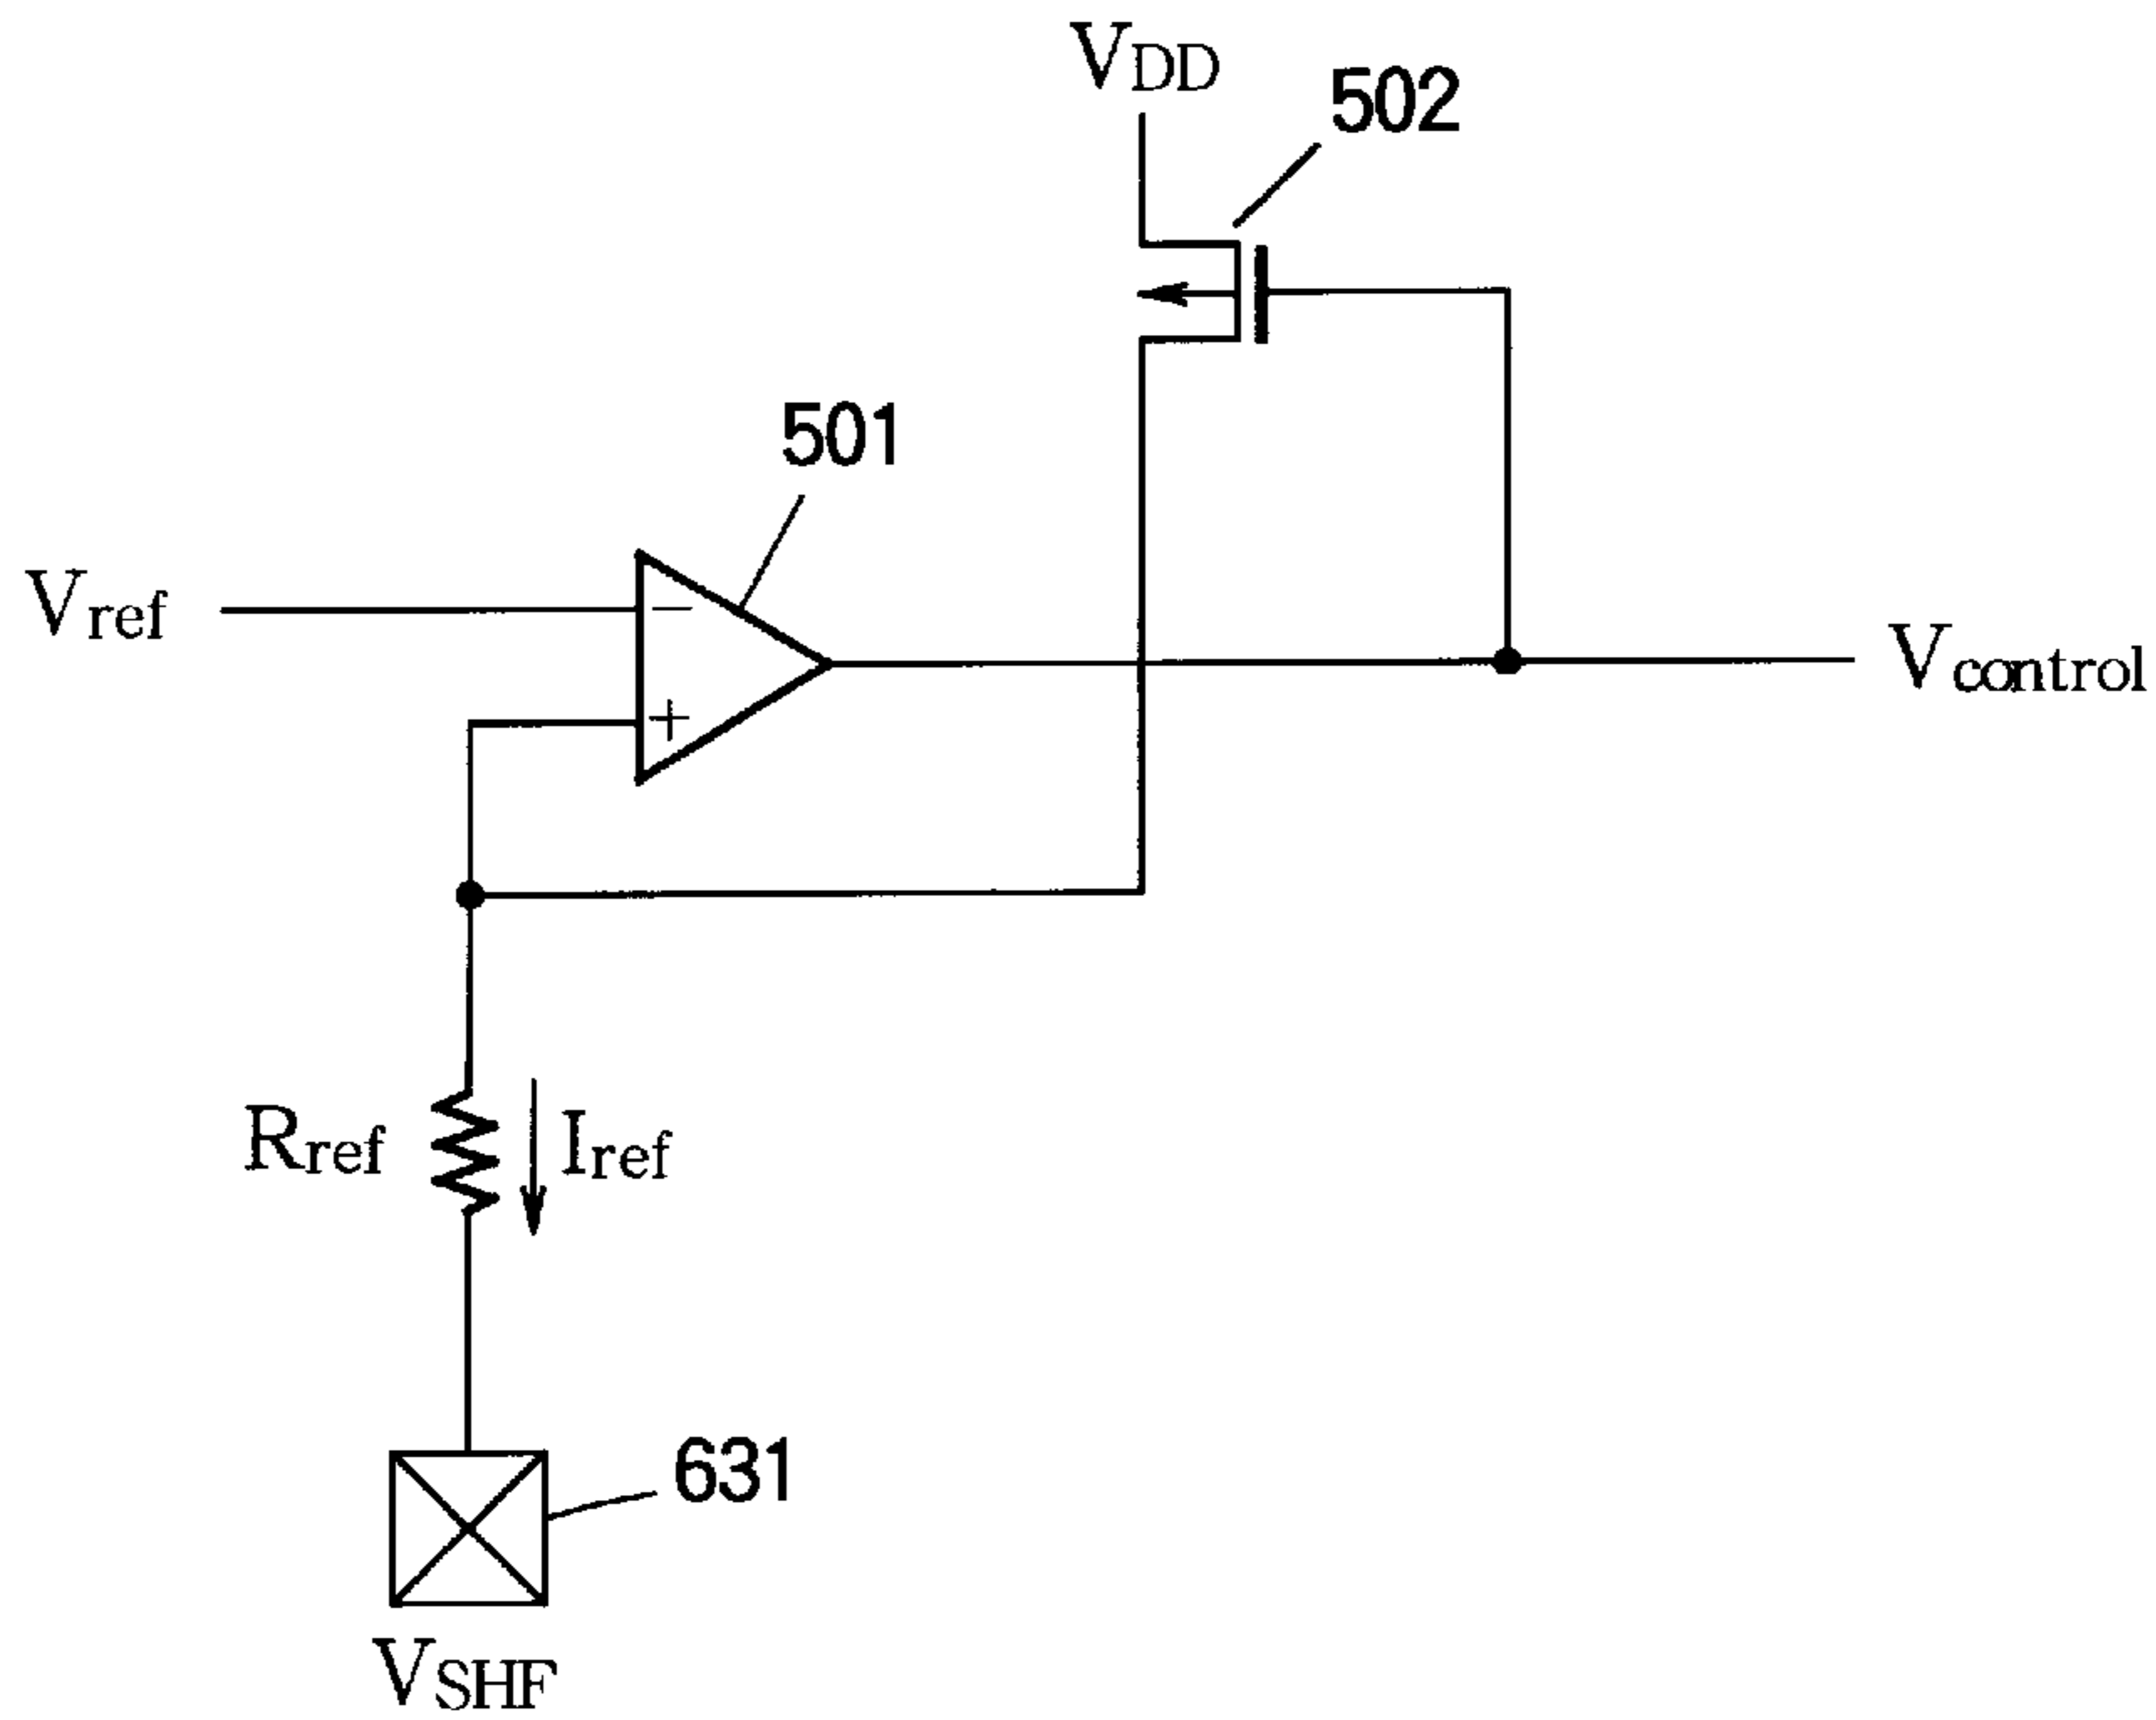 VDD
502
501
Vref
−
Vcontrol
+
Rref
Iref
631
VSHF